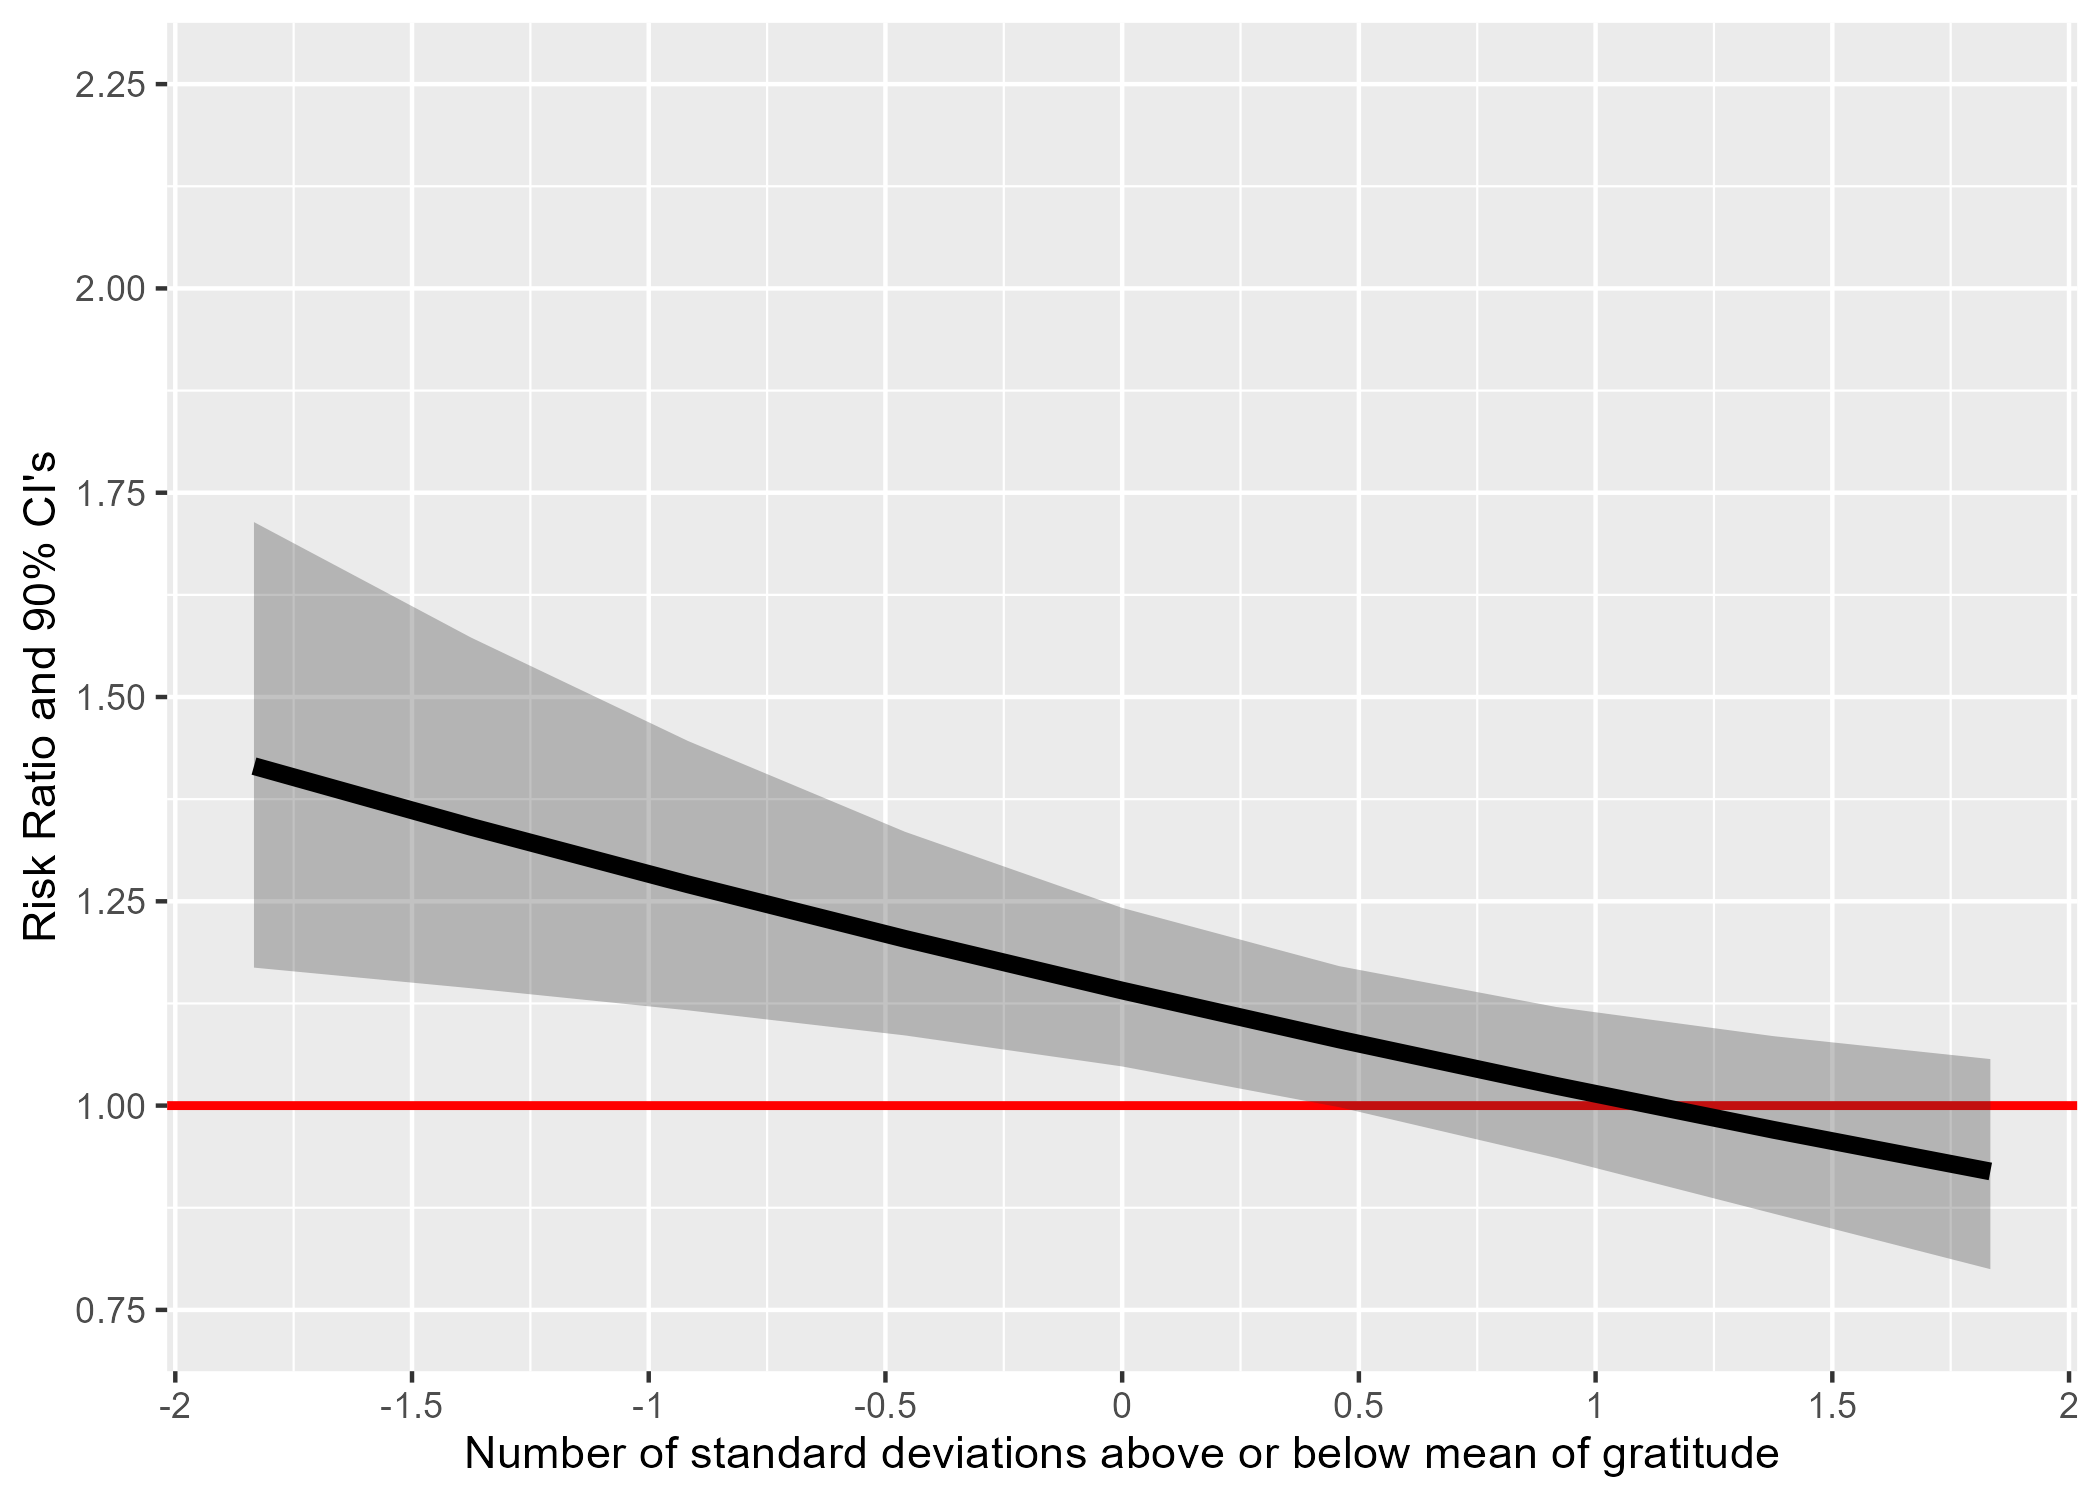 Risk Ratio and 90% CI's
2.25
2.00
1.75
1.50
1.25
1.00
0.75
-2 -1.5 -1 -0.5 0 0.5 1 1.5 2
Number of standard deviations above or below mean of gratitude